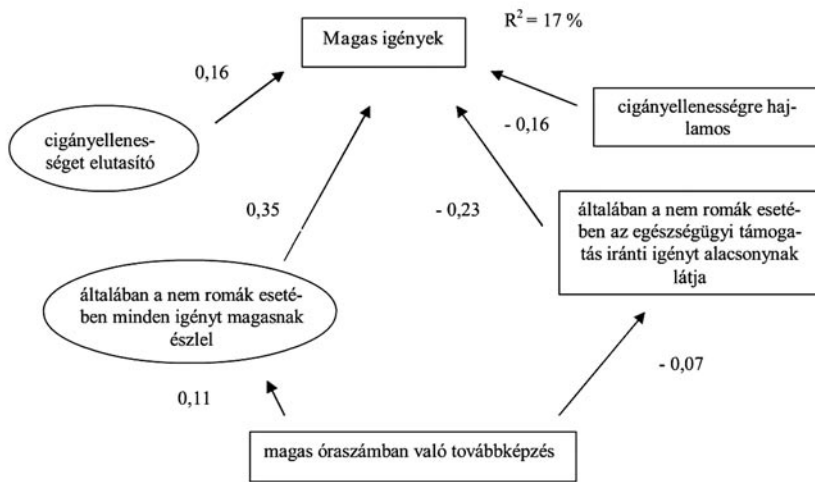 R² = 17 %
Magas igények
0,16
- 0,16
cigányellenességre haj-
lamos
cigányellenes-
séget elutasító
0,35
- 0,23
általában a nem romák eseté-
ben az egészségügyi támoga-
tás iránti igényt alacsonynak
látja
általában a nem romák eseté-
ben minden igényt magasnak
észlel
0,11
- 0,07
magas óraszámban való továbbképzés